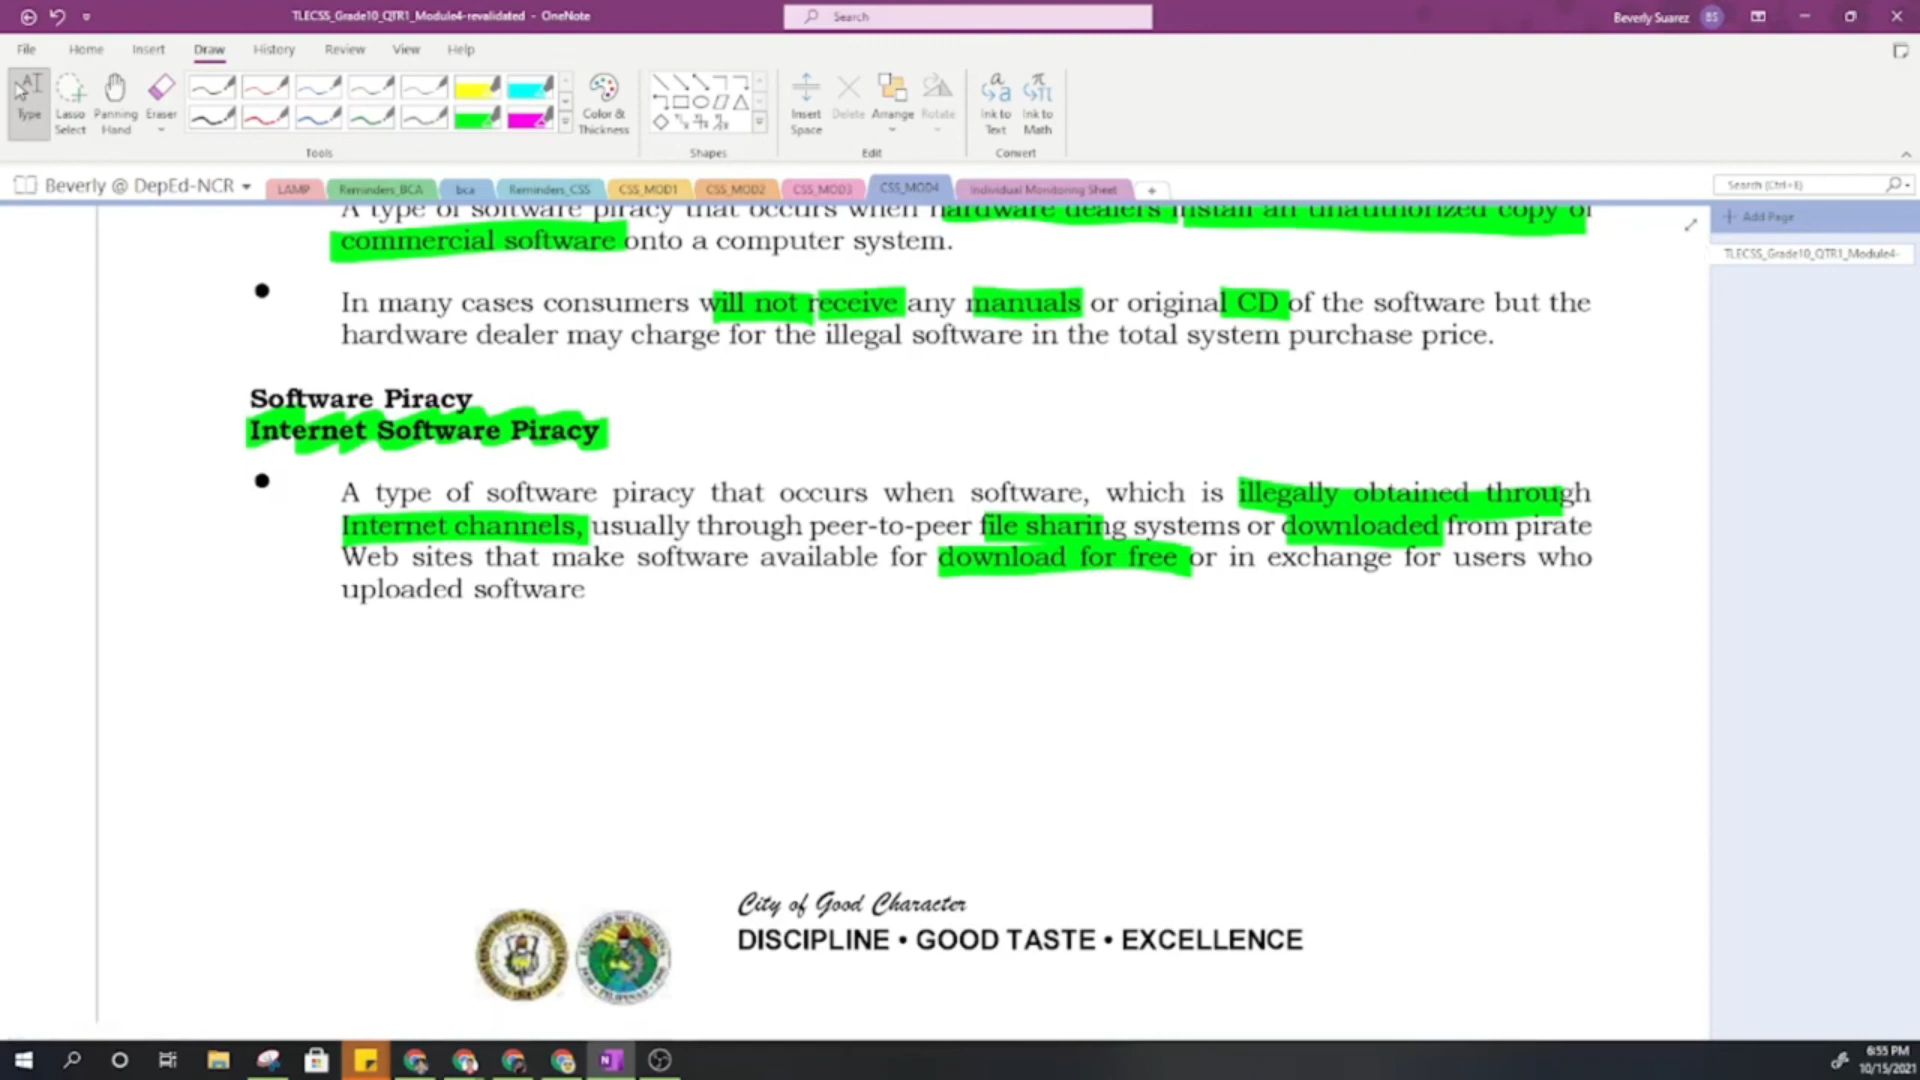 TLECSS_Grade10_QTR1_Module4-revalidated - OneNote
Search
Beverly Suarez
BS
File Home Insert Draw History Review View Help
Type
Lasso Select
Panning Hand
Eraser
Color & Thickness
Insert Space
Delete
Arrange
Rotate
Ink to Text
Ink to Math
Tools
Shapes
Edit
Convert
Beverly @ DepEd-NCR
LAMP
Reminders_BCA
bca
Reminders_CSS
CSS_MOD1
CSS_MOD2
CSS_MOD3
CSS_MOD4
Individual Monitoring Sheet
Search (Ctrl+E)
Add Page
TLECSS_Grade10_QTR1_Module4-
A type of software piracy that occurs when hardware dealers install an unauthorized copy of
commercial software onto a computer system.
In many cases consumers will not receive any manuals or original CD of the software but the
hardware dealer may charge for the illegal software in the total system purchase price.
Software Piracy
Internet Software Piracy
A type of software piracy that occurs when software, which is illegally obtained through
Internet channels, usually through peer-to-peer file sharing systems or downloaded from pirate
Web sites that make software available for download for free or in exchange for users who
uploaded software
City of Good Character
DISCIPLINE • GOOD TASTE • EXCELLENCE
6:55 PM
10/15/2021